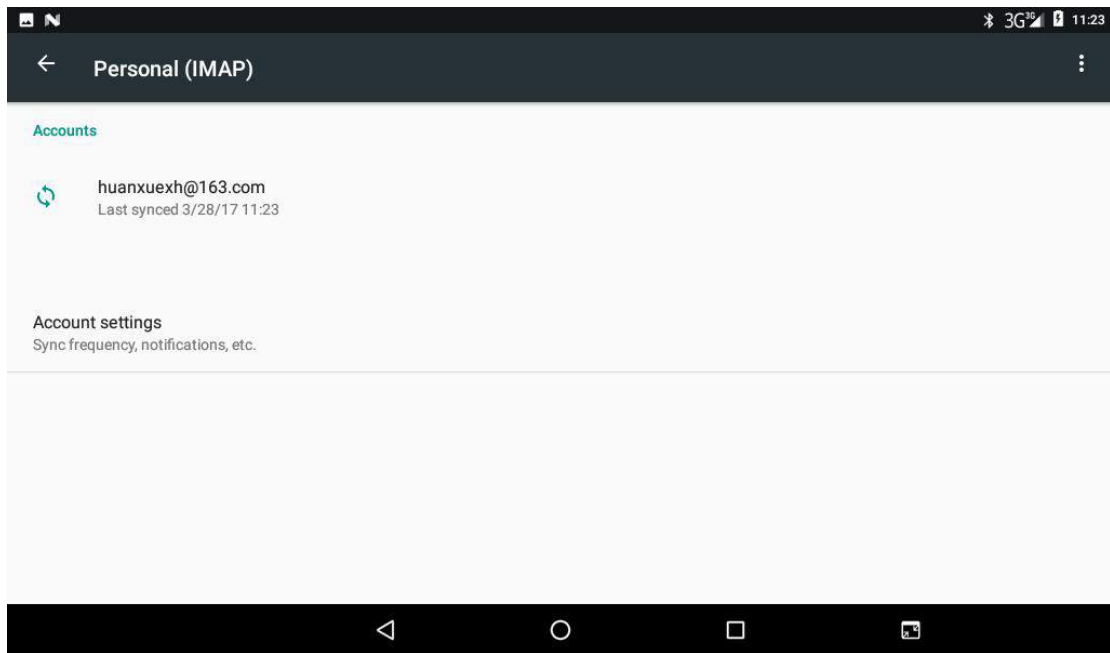 3G 3G 11:23
Personal (IMAP)
Accounts
huanxuexh@163.com
Last synced 3/28/17 11:23
Account settings
Sync frequency, notifications, etc.